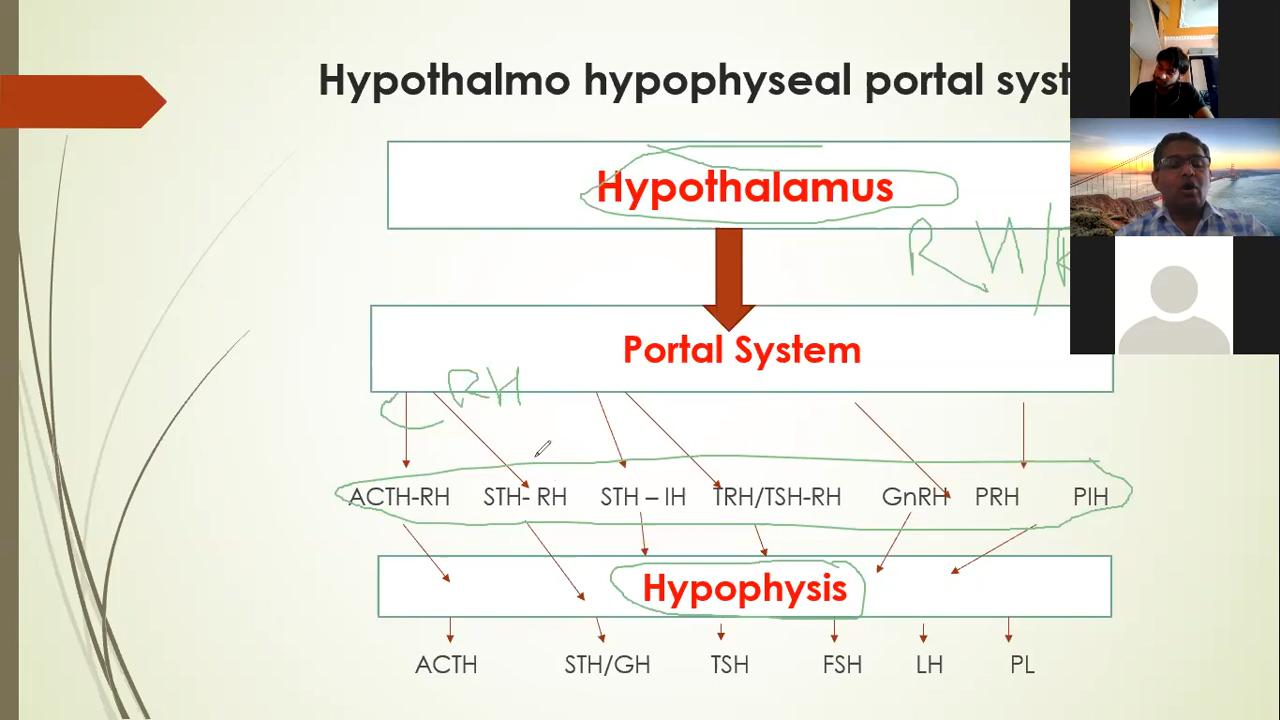 Hypothalmo hypophyseal portal syst
Hypothalamus
R H/
Portal System
CRH
ACTH-RH STH- RH STH – IH TRH/TSH-RH GnRH PRH PIH
Hypophysis
ACTH STH/GH TSH FSH LH PL